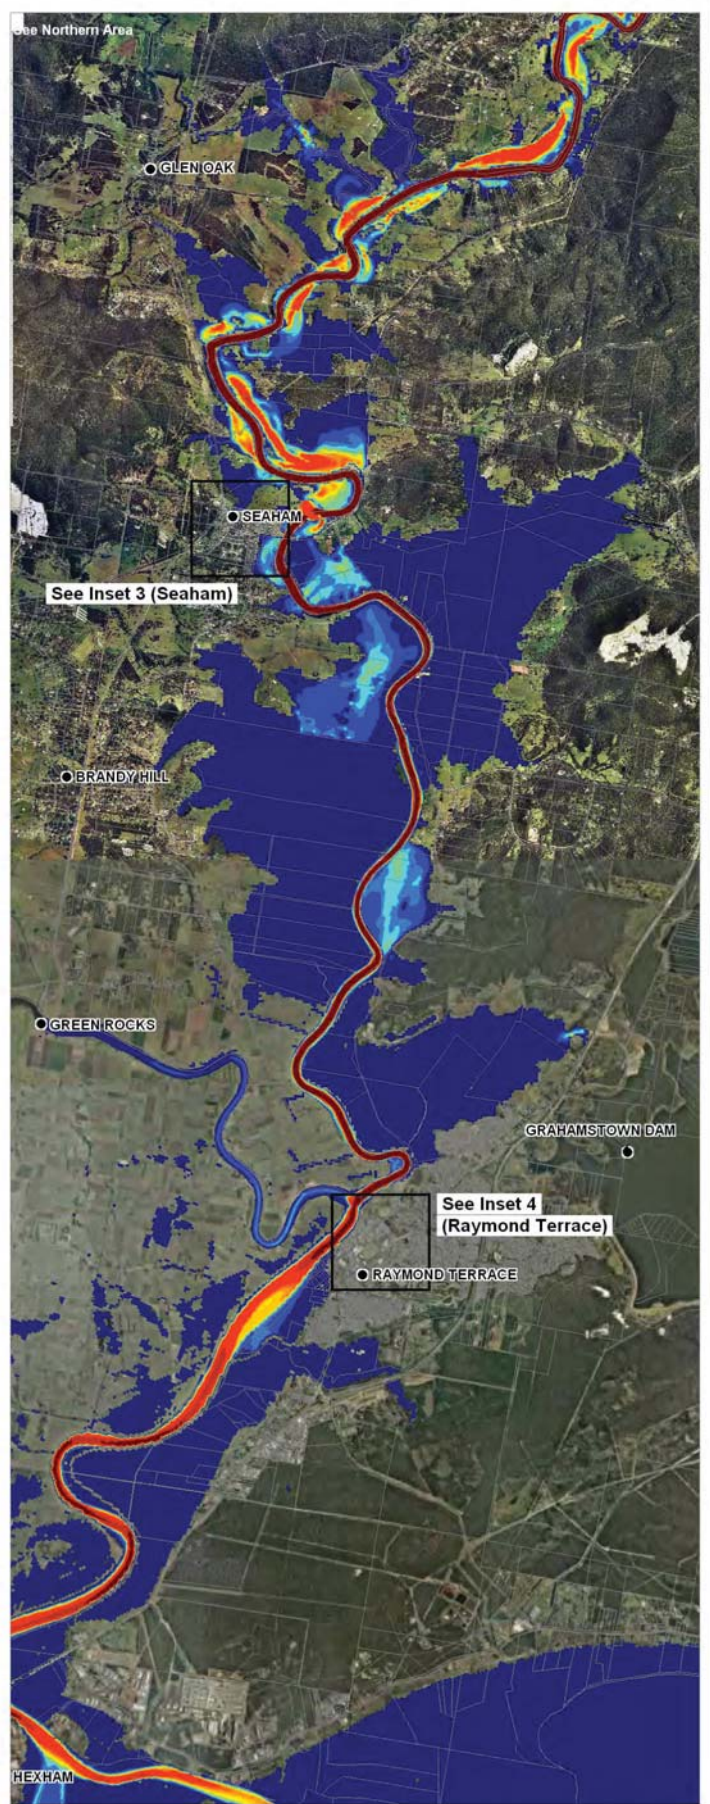 See Northern Area
GLEN OAK
SEAHAM
See Inset 3 (Seaham)
BRANDY HILL
GREEN ROCKS
GRAHAMSTOWN DAM
See Inset 4
(Raymond Terrace)
RAYMOND TERRACE
HEXHAM